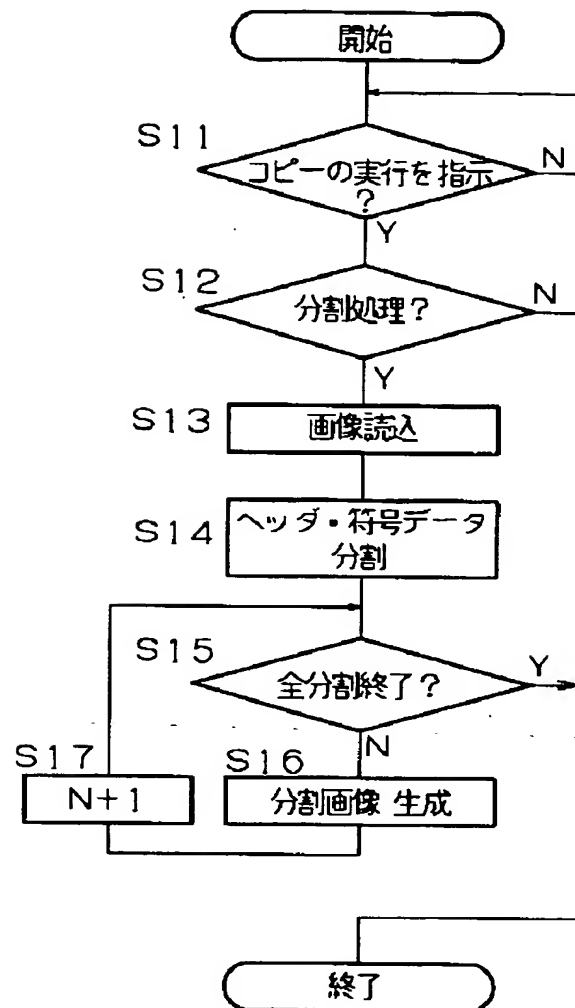 開始
S11
コピーの実行を指示
?
N
Y
S12
分割処理?
N
Y
S13
画像読込
S14
ヘッダ・符号データ
分割
S15
全分割終了?
Y
N
S17
N+1
S16
分割画像 生成
終了